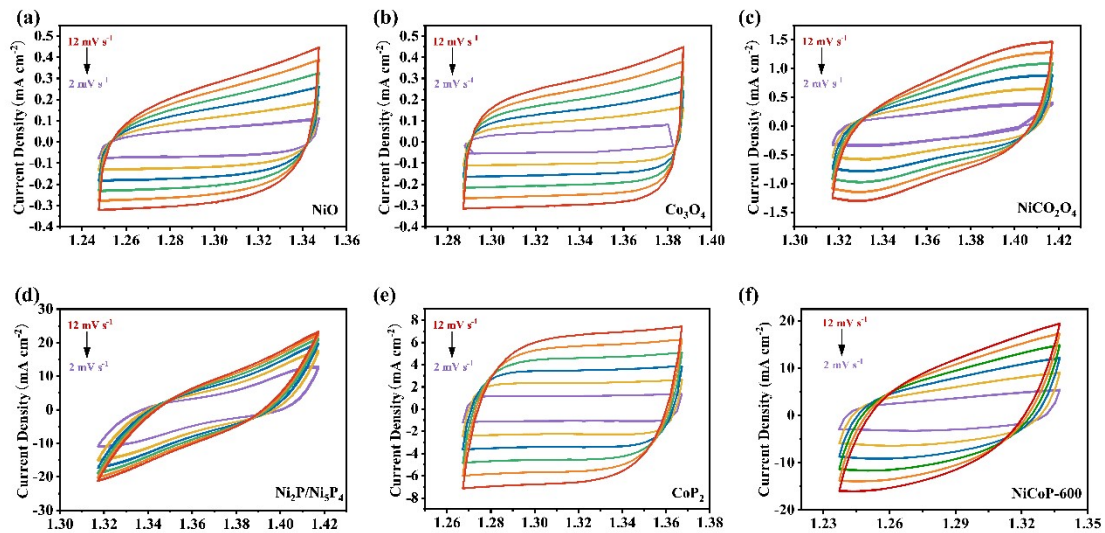 (a)
12 mV s⁻¹
2 mV s⁻¹
Current Density (mA cm⁻²)
0.5
0.4
0.3
0.2
0.1
0.0
-0.1
-0.2
-0.3
-0.4
NiO
1.24 1.26 1.28 1.30 1.32 1.34 1.36
(b)
12 mV s⁻¹
2 mV s⁻¹
Current Density (mA cm⁻²)
0.5
0.4
0.3
0.2
0.1
0.0
-0.1
-0.2
-0.3
-0.4
Co₃O₄
1.28 1.30 1.32 1.34 1.36 1.38 1.40
(c)
12 mV s⁻¹
2 mV s⁻¹
Current Density (mA cm⁻²)
1.5
1.0
0.5
0.0
-0.5
-1.0
-1.5
NiCO₂O₄
1.30 1.32 1.34 1.36 1.38 1.40 1.42
(d)
12 mV s⁻¹
2 mV s⁻¹
Current Density (mA cm⁻²)
30
20
10
0
-10
-20
-30
Ni₂P/Ni₅P₄
1.30 1.32 1.34 1.36 1.38 1.40 1.42
(e)
12 mV s⁻¹
2 mV s⁻¹
Current Density (mA cm⁻²)
8
6
4
2
0
-2
-4
-6
-8
CoP₂
1.26 1.28 1.30 1.32 1.34 1.36 1.38
(f)
12 mV s⁻¹
2 mV s⁻¹
Current Density (mA cm⁻²)
20
10
0
-10
-20
NiCoP-600
1.23 1.26 1.29 1.32 1.35